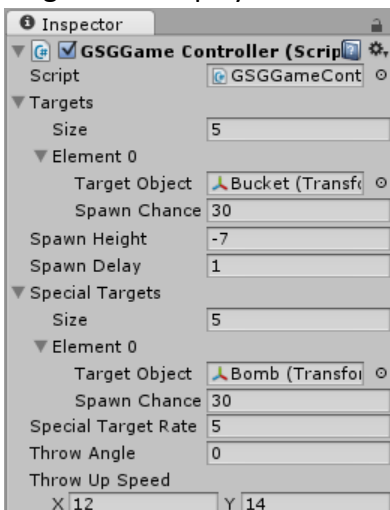 Inspector
GSGGame Controller (Scrip
Script GSGGameCont
Targets
Size 5
Element 0
Target Object Bucket (Transfo
Spawn Chance 30
Spawn Height -7
Spawn Delay 1
Special Targets
Size 5
Element 0
Target Object Bomb (Transfor
Spawn Chance 30
Special Target Rate 5
Throw Angle 0
Throw Up Speed
X 12 Y 14